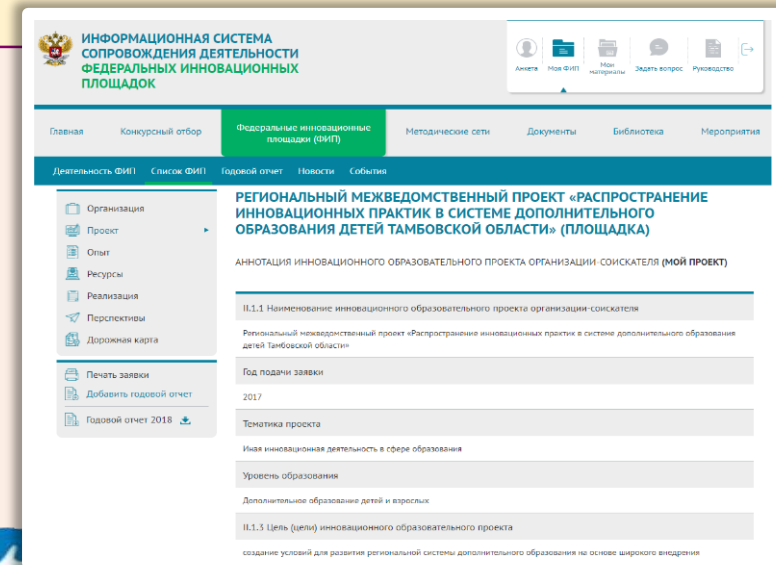 ИНФОРМАЦИОННАЯ СИСТЕМА
СОПРОВОЖДЕНИЯ ДЕЯТЕЛЬНОСТИ
ФЕДЕРАЛЬНЫХ ИННОВАЦИОННЫХ
ПЛОЩАДОК
Анкета
Моя ФИП
Мои
материалы
Задать вопрос
Руководство
Главная
Конкурсный отбор
Федеральные инновационные
площадки (ФИП)
Методические сети
Документы
Библиотека
Мероприятия
Деятельность ФИП
Список ФИП
Годовой отчет
Новости
События
Организация
Проект
Опыт
Ресурсы
Реализация
Перспективы
Дорожная карта
Печать заявки
Добавить годовой отчет
Годовой отчет 2018
РЕГИОНАЛЬНЫЙ МЕЖВЕДОМСТВЕННЫЙ ПРОЕКТ «РАСПРОСТРАНЕНИЕ
ИННОВАЦИОННЫХ ПРАКТИК В СИСТЕМЕ ДОПОЛНИТЕЛЬНОГО
ОБРАЗОВАНИЯ ДЕТЕЙ ТАМБОВСКОЙ ОБЛАСТИ» (ПЛОЩАДКА)
АННОТАЦИЯ ИННОВАЦИОННОГО ОБРАЗОВАТЕЛЬНОГО ПРОЕКТА ОРГАНИЗАЦИИ-СОИСКАТЕЛЯ (МОЙ ПРОЕКТ)
II.1.1 Наименование инновационного образовательного проекта организации-соискателя
Региональный межведомственный проект «Распространение инновационных практик в системе дополнительного образования
детей Тамбовской области»
Год подачи заявки
2017
Тематика проекта
Иная инновационная деятельность в сфере образования
Уровень образования
Дополнительное образование детей и взрослых
II.1.3 Цель (цели) инновационного образовательного проекта
создание условий для развития региональной системы дополнительного образования на основе широкого внедрения